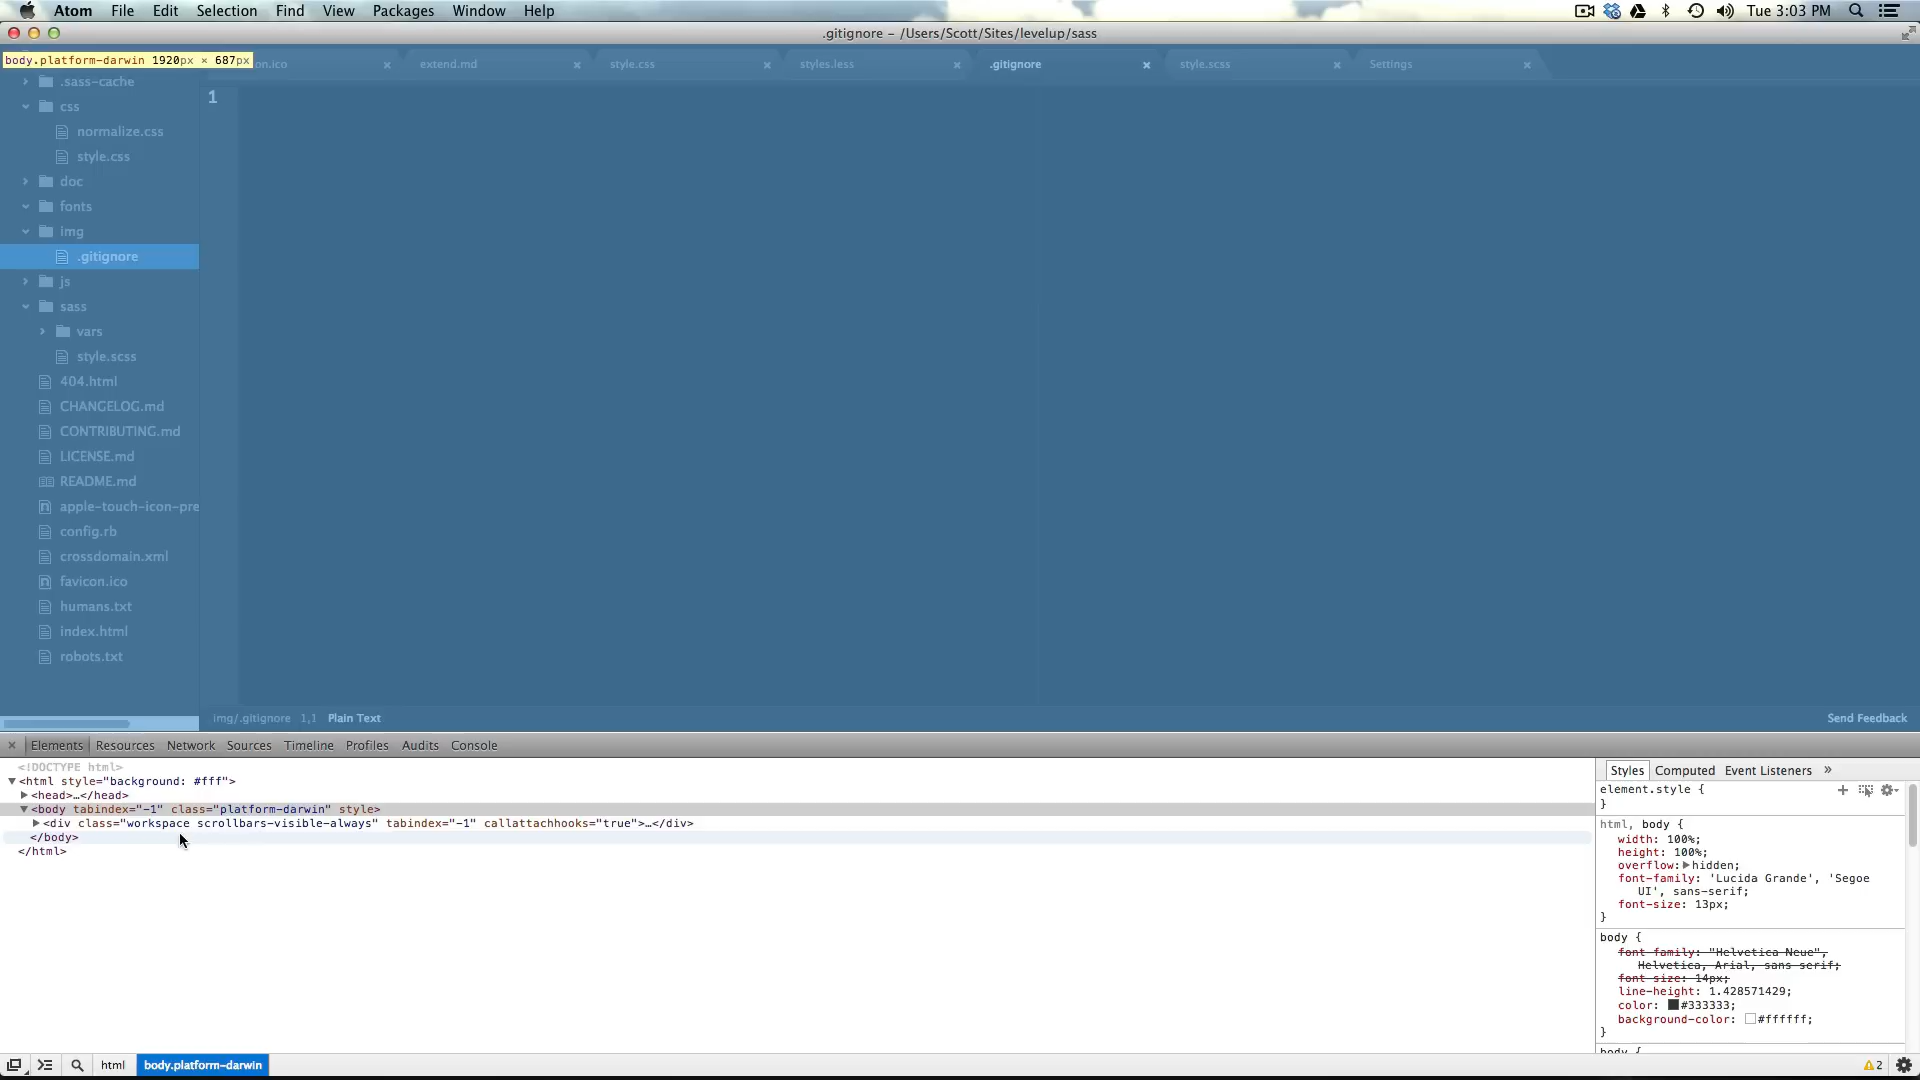 Atom File Edit Selection Find View Packages Window Help Tue 3:03 PM
.gitignore – /Users/Scott/Sites/levelup/sass
body.platform-darwin 1920px × 687px
on.ico extend.md style.css styles.less .gitignore style.scss Settings
.sass-cache
1
css
normalize.css
style.css
doc
fonts
img
.gitignore
js
sass
vars
style.scss
404.html
CHANGELOG.md
CONTRIBUTING.md
LICENSE.md
README.md
apple-touch-icon-pre
config.rb
crossdomain.xml
favicon.ico
humans.txt
index.html
robots.txt
img/.gitignore 1,1 Plain Text Send Feedback
Elements Resources Network Sources Timeline Profiles Audits Console
<!DOCTYPE html>
<html style="background: #fff">
<head>…</head>
<body tabindex="-1" class="platform-darwin" style>
<div class="workspace scrollbars-visible-always" tabindex="-1" callattachhooks="true">…</div>
</body>
</html>
Styles Computed Event Listeners »
element.style {
}
html, body {
width: 100%;
height: 100%;
overflow: hidden;
font-family: 'Lucida Grande', 'Segoe
UI', sans-serif;
font-size: 13px;
}
body {
font-family: "Helvetica Neue",
Helvetica, Arial, sans-serif;
font-size: 14px;
line-height: 1.428571429;
color: #333333;
background-color: #ffffff;
}
body {
html body.platform-darwin 2